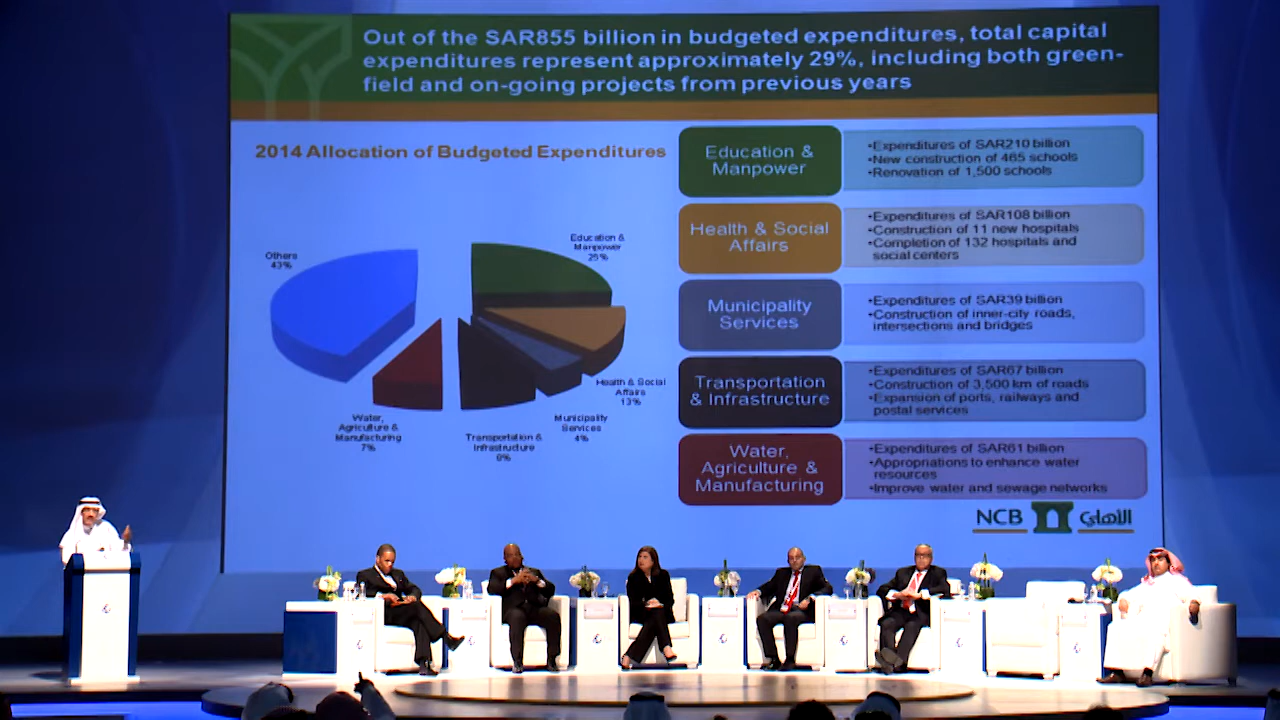 Out of the SAR855 billion in budgeted expenditures, total capital
expenditures represent approximately 29%, including both green-
field and on-going projects from previous years
2014 Allocation of Budgeted Expenditures
Others
43%
Education &
Manpower
25%
Health & Social
Affairs
13%
Municipality
Services
4%
Transportation &
Infrastructure
8%
Water,
Agriculture &
Manufacturing
7%
Education &
Manpower
•Expenditures of SAR210 billion
•New construction of 465 schools
•Renovation of 1,500 schools
Health & Social
Affairs
•Expenditures of SAR108 billion
•Construction of 11 new hospitals
•Completion of 132 hospitals and
social centers
Municipality
Services
•Expenditures of SAR39 billion
•Construction of inner-city roads,
intersections and bridges
Transportation
& Infrastructure
•Expenditures of SAR67 billion
•Construction of 3,500 km of roads
•Expansion of ports, railways and
postal services
Water,
Agriculture &
Manufacturing
•Expenditures of SAR61 billion
•Appropriations to enhance water
resources
•Improve water and sewage networks
NCB الأهلي